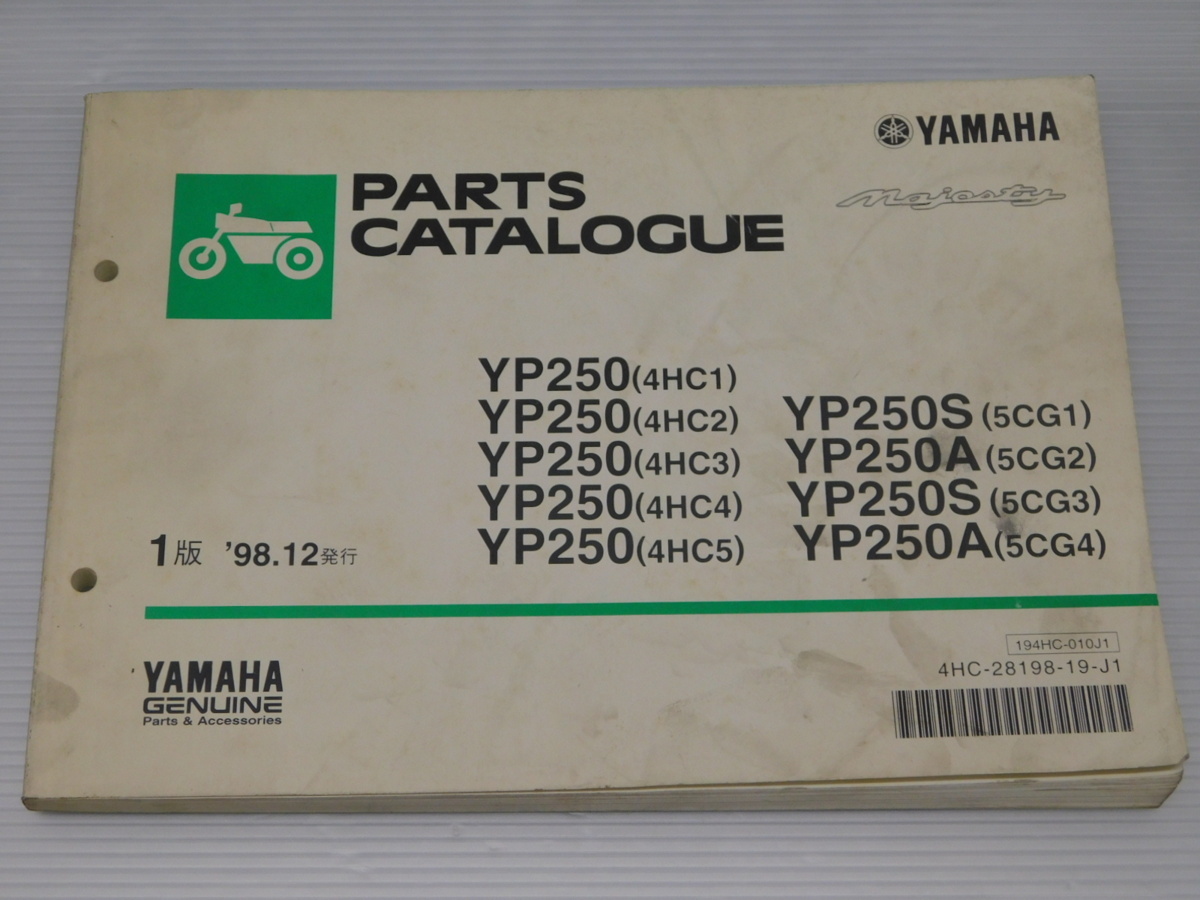 YAMAHA
Majesty
PARTS
CATALOGUE
YP250(4HC1)
YP250(4HC2)
YP250(4HC3)
YP250(4HC4)
YP250(4HC5)
YP250S (5CG1)
YP250A (5CG2)
YP250S (5CG3)
YP250A(5CG4)
1版 '98.12発行
YAMAHA
GENUINE
Parts & Accessories
194HC-010J1
4HC-28198-19-J1